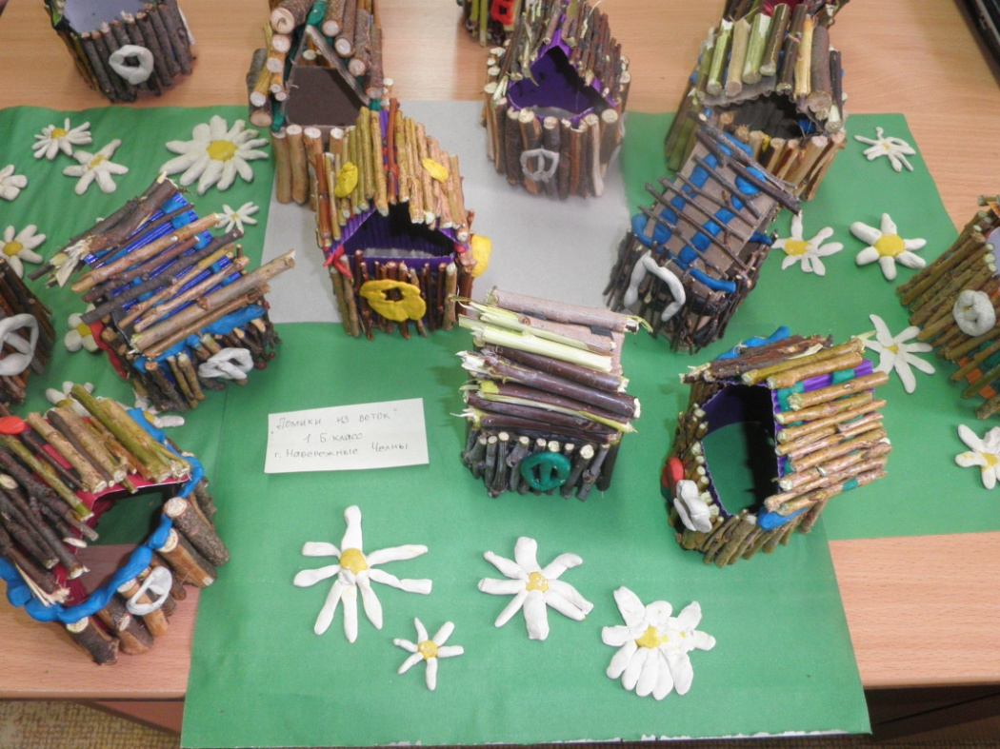 "Домики из веток".
1 Б класс
г. Набережные Челны